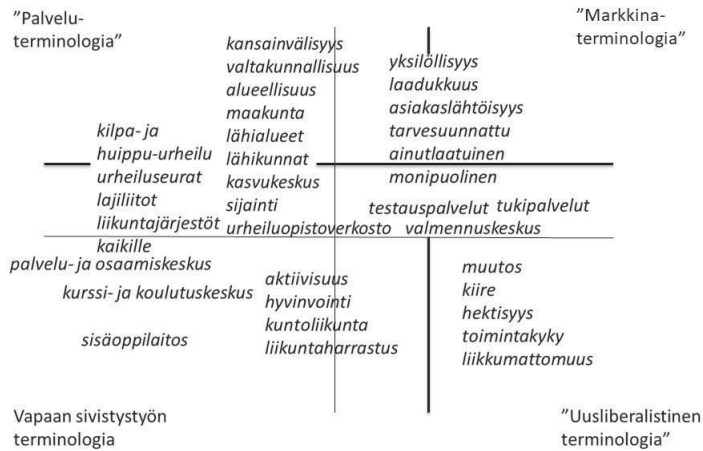 ”Palvelu-
terminologia”
”Markkina-
terminologia”
kansainvälisyys
valtakunnallisuus
alueellisuus
maakunta
lähialueet
lähikunnat
kasvukeskus
sijainti
urheiluopistoverkosto
yksilöllisyys
laadukkuus
asiakaslähtöisyys
tarvesuunnattu
ainutlaatuinen
monipuolinen
kilpa- ja
huippu-urheilu
urheiluseurat
lajiliitot
liikuntajärjestöt
kaikille
testauspalvelut
tukipalvelut
valmennuskeskus
palvelu- ja osaamiskeskus
kurssi- ja koulutuskeskus
sisäoppilaitos
aktiivisuus
hyvinvointi
kuntoliikunta
liikuntaharrastus
muutos
kiire
hektisyys
toimintakyky
liikkumattomuus
Vapaan sivistystyön
terminologia
”Uusliberalistinen
terminologia”